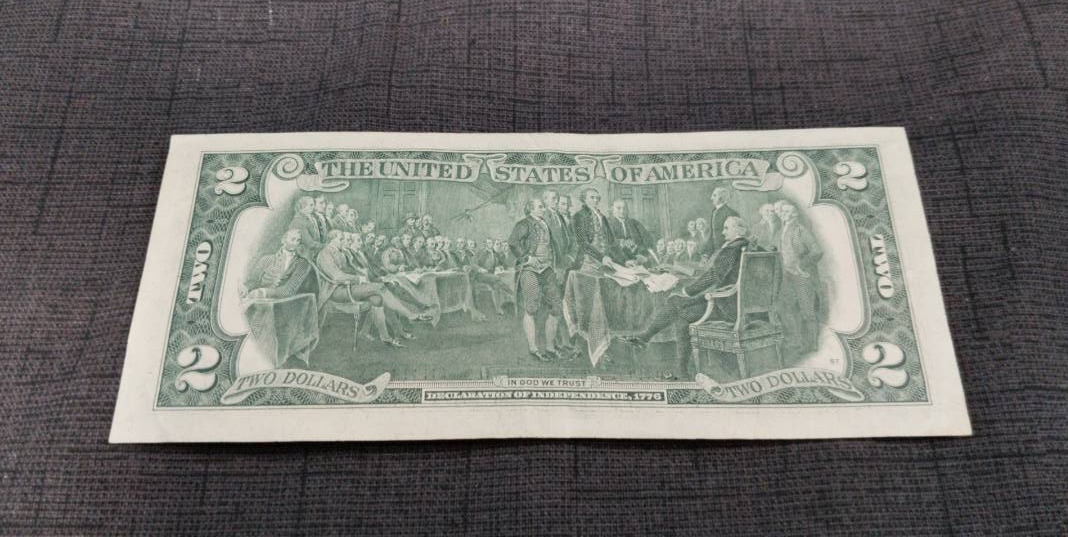 THE UNITED STATES OF AMERICA
2 2
TWO TWO
2 2
TWO DOLLARS TWO DOLLARS
IN GOD WE TRUST
DECLARATION OF INDEPENDENCE, 1776